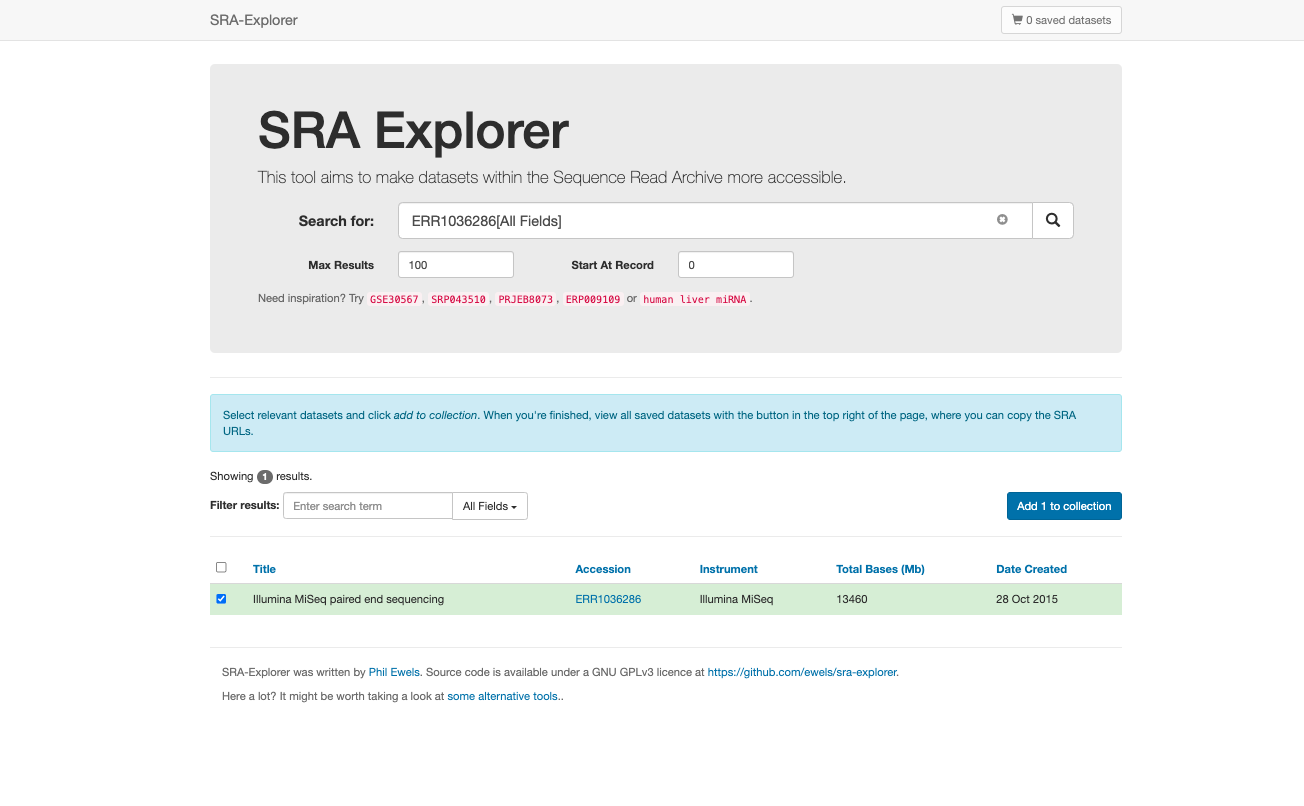 SRA-Explorer
0 saved datasets
SRA Explorer
This tool aims to make datasets within the Sequence Read Archive more accessible.
Search for: ERR1036286[All Fields]
Max Results 100 Start At Record 0
Need inspiration? Try GSE30567, SRP043510, PRJEB8073, ERP009109 or human liver miRNA.
Select relevant datasets and click add to collection. When you're finished, view all saved datasets with the button in the top right of the page, where you can copy the SRA
URLs.
Showing 1 results.
Filter results: Enter search term All Fields
Add 1 to collection
Title Accession Instrument Total Bases (Mb) Date Created
Illumina MiSeq paired end sequencing ERR1036286 Illumina MiSeq 13460 28 Oct 2015
SRA-Explorer was written by Phil Ewels. Source code is available under a GNU GPLv3 licence at https://github.com/ewels/sra-explorer.
Here a lot? It might be worth taking a look at some alternative tools..